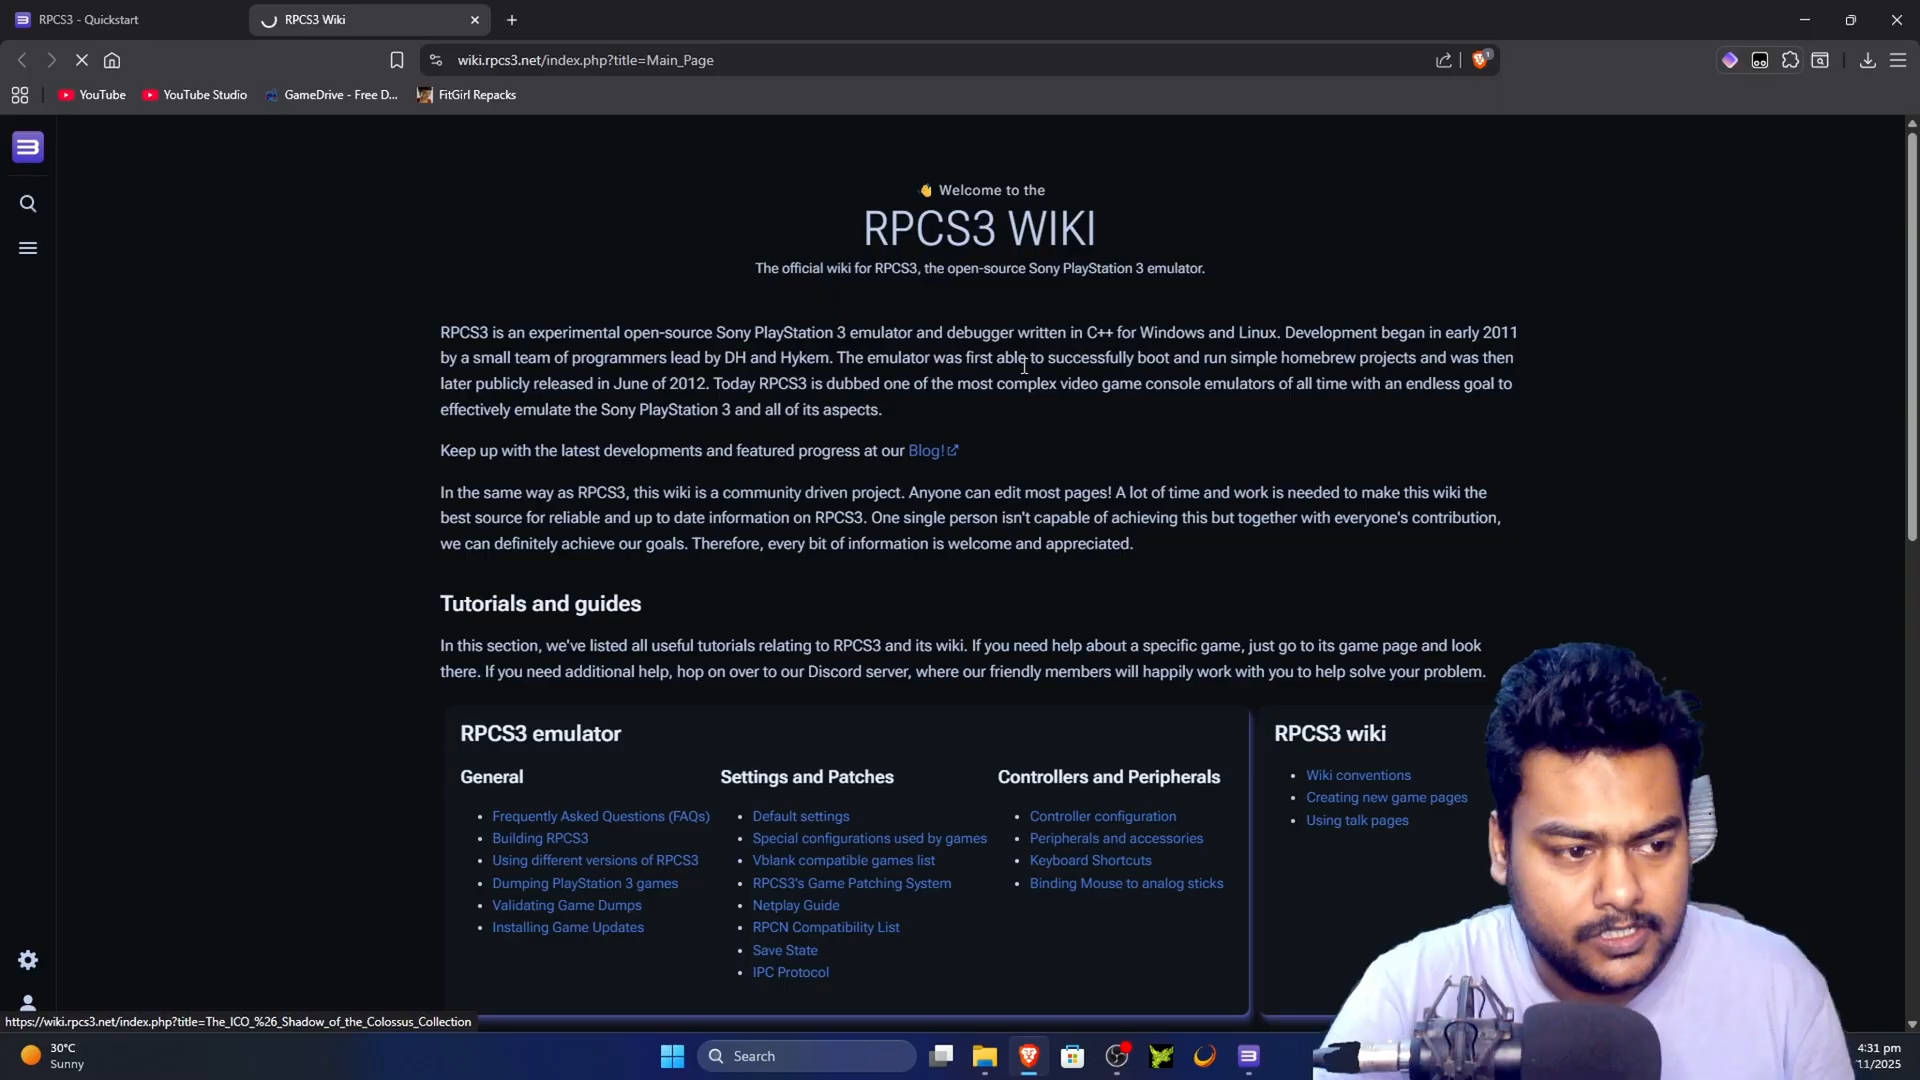 RPCS3 - Quickstart
RPCS3 Wiki
wiki.rpcs3.net/index.php?title=Main_Page
1
YouTube
YouTube Studio
GameDrive - Free D...
FitGirl Repacks
👋 Welcome to the
RPCS3 WIKI
The official wiki for RPCS3, the open-source Sony PlayStation 3 emulator.
RPCS3 is an experimental open-source Sony PlayStation 3 emulator and debugger written in C++ for Windows and Linux. Development began in early 2011
by a small team of programmers lead by DH and Hykem. The emulator was first able to successfully boot and run simple homebrew projects and was then
later publicly released in June of 2012. Today RPCS3 is dubbed one of the most complex video game console emulators of all time with an endless goal to
effectively emulate the Sony PlayStation 3 and all of its aspects.
Keep up with the latest developments and featured progress at our Blog!
In the same way as RPCS3, this wiki is a community driven project. Anyone can edit most pages! A lot of time and work is needed to make this wiki the
best source for reliable and up to date information on RPCS3. One single person isn't capable of achieving this but together with everyone's contribution,
we can definitely achieve our goals. Therefore, every bit of information is welcome and appreciated.
Tutorials and guides
In this section, we've listed all useful tutorials relating to RPCS3 and its wiki. If you need help about a specific game, just go to its game page and look
there. If you need additional help, hop on over to our Discord server, where our friendly members will happily work with you to help solve your problem.
RPCS3 emulator
General
Frequently Asked Questions (FAQs)
Building RPCS3
Using different versions of RPCS3
Dumping PlayStation 3 games
Validating Game Dumps
Installing Game Updates
Settings and Patches
Default settings
Special configurations used by games
Vblank compatible games list
RPCS3's Game Patching System
Netplay Guide
RPCN Compatibility List
Save State
IPC Protocol
Controllers and Peripherals
Controller configuration
Peripherals and accessories
Keyboard Shortcuts
Binding Mouse to analog sticks
RPCS3 wiki
Wiki conventions
Creating new game pages
Using talk pages
https://wiki.rpcs3.net/index.php?title=The_ICO_%26_Shadow_of_the_Colossus_Collection
30°C
Sunny
Search
4:31 pm
/11/2025